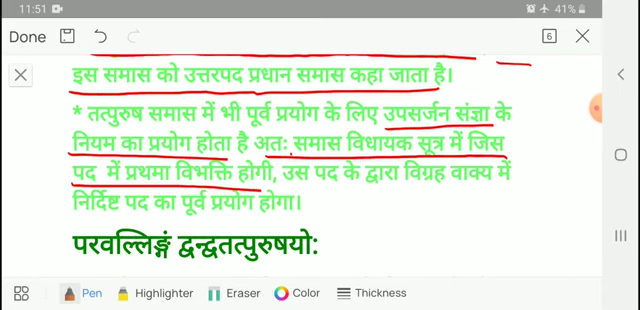 11:51 41%
Done 6
इस समास को उत्तरपद प्रधान समास कहा जाता है।
* तत्पुरुष समास में भी पूर्व प्रयोग के लिए उपसर्जन संज्ञा के
नियम का प्रयोग होता है अतः समास विधायक सूत्र में जिस
पद में प्रथमा विभक्ति होगी, उस पद के द्वारा विग्रह वाक्य में
निर्दिष्ट पद का पूर्व प्रयोग होगा।
परवल्लिङ्गं द्वन्द्वतत्पुरुषयो:
Pen Highlighter Eraser Color Thickness